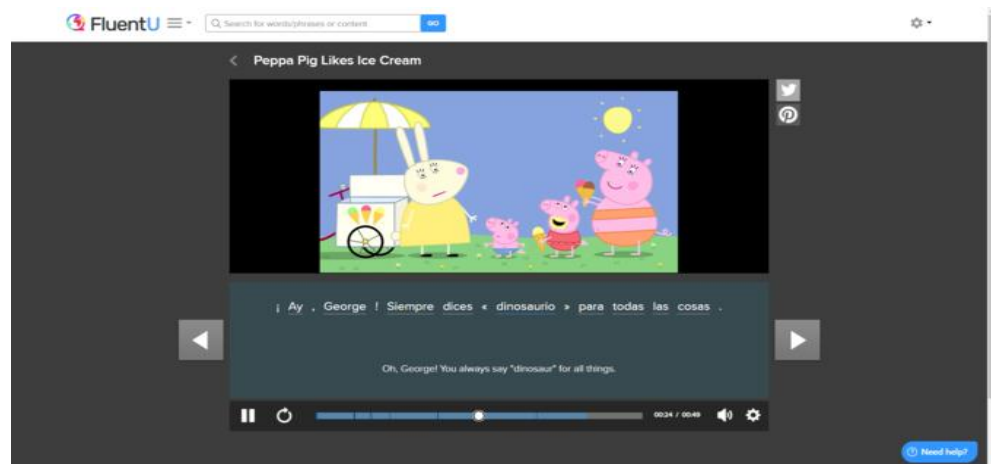 FluentU
Search for words/phrases or content
GO
Peppa Pig Likes Ice Cream
¡ Ay , George ! Siempre dices « dinosaurio » para todas las cosas .
Oh, George! You always say "dinosaur" for all things.
00:24 / 00:49
Need help?